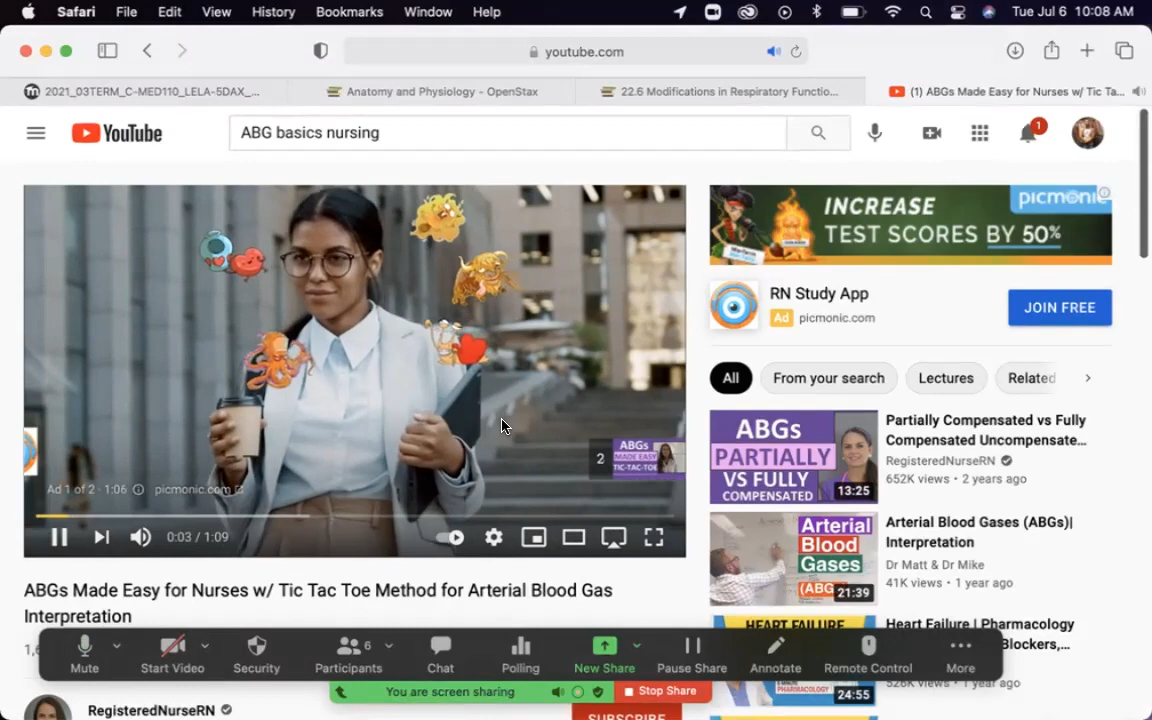 Safari File Edit View History Bookmarks Window Help Tue Jul 6 10:08 AM
youtube.com
2021_03TERM_C-MED110_LELA-5DAX_...
Anatomy and Physiology - OpenStax
22.6 Modifications in Respiratory Functio...
(1) ABGs Made Easy for Nurses w/ Tic Ta...
YouTube
ABG basics nursing
1
picmonic
INCREASE
TEST SCORES BY 50%
RN Study App
Ad picmonic.com
JOIN FREE
All From your search Lectures Related
2
ABGs
MADE EASY
TIC-TAC-TOE
Ad 1 of 2 · 1:06 picmonic.com
0:03 / 1:09
ABGs Made Easy for Nurses w/ Tic Tac Toe Method for Arterial Blood Gas
Interpretation
RegisteredNurseRN
SUBSCRIBE
ABGs
PARTIALLY
VS FULLY
COMPENSATED
13:25
Partially Compensated vs Fully
Compensated Uncompensate...
RegisteredNurseRN
652K views • 2 years ago
Arterial
Blood
Gases
(ABG
21:39
Arterial Blood Gases (ABGs)|
Interpretation
Dr Matt & Dr Mike
41K views • 1 year ago
HEART FAILURE
24:55
Heart Failure | Pharmacology
Blockers,...
526K views • 1 year ago
Mute Start Video Security Participants 6 Chat Polling New Share Pause Share Annotate Remote Control More
You are screen sharing Stop Share